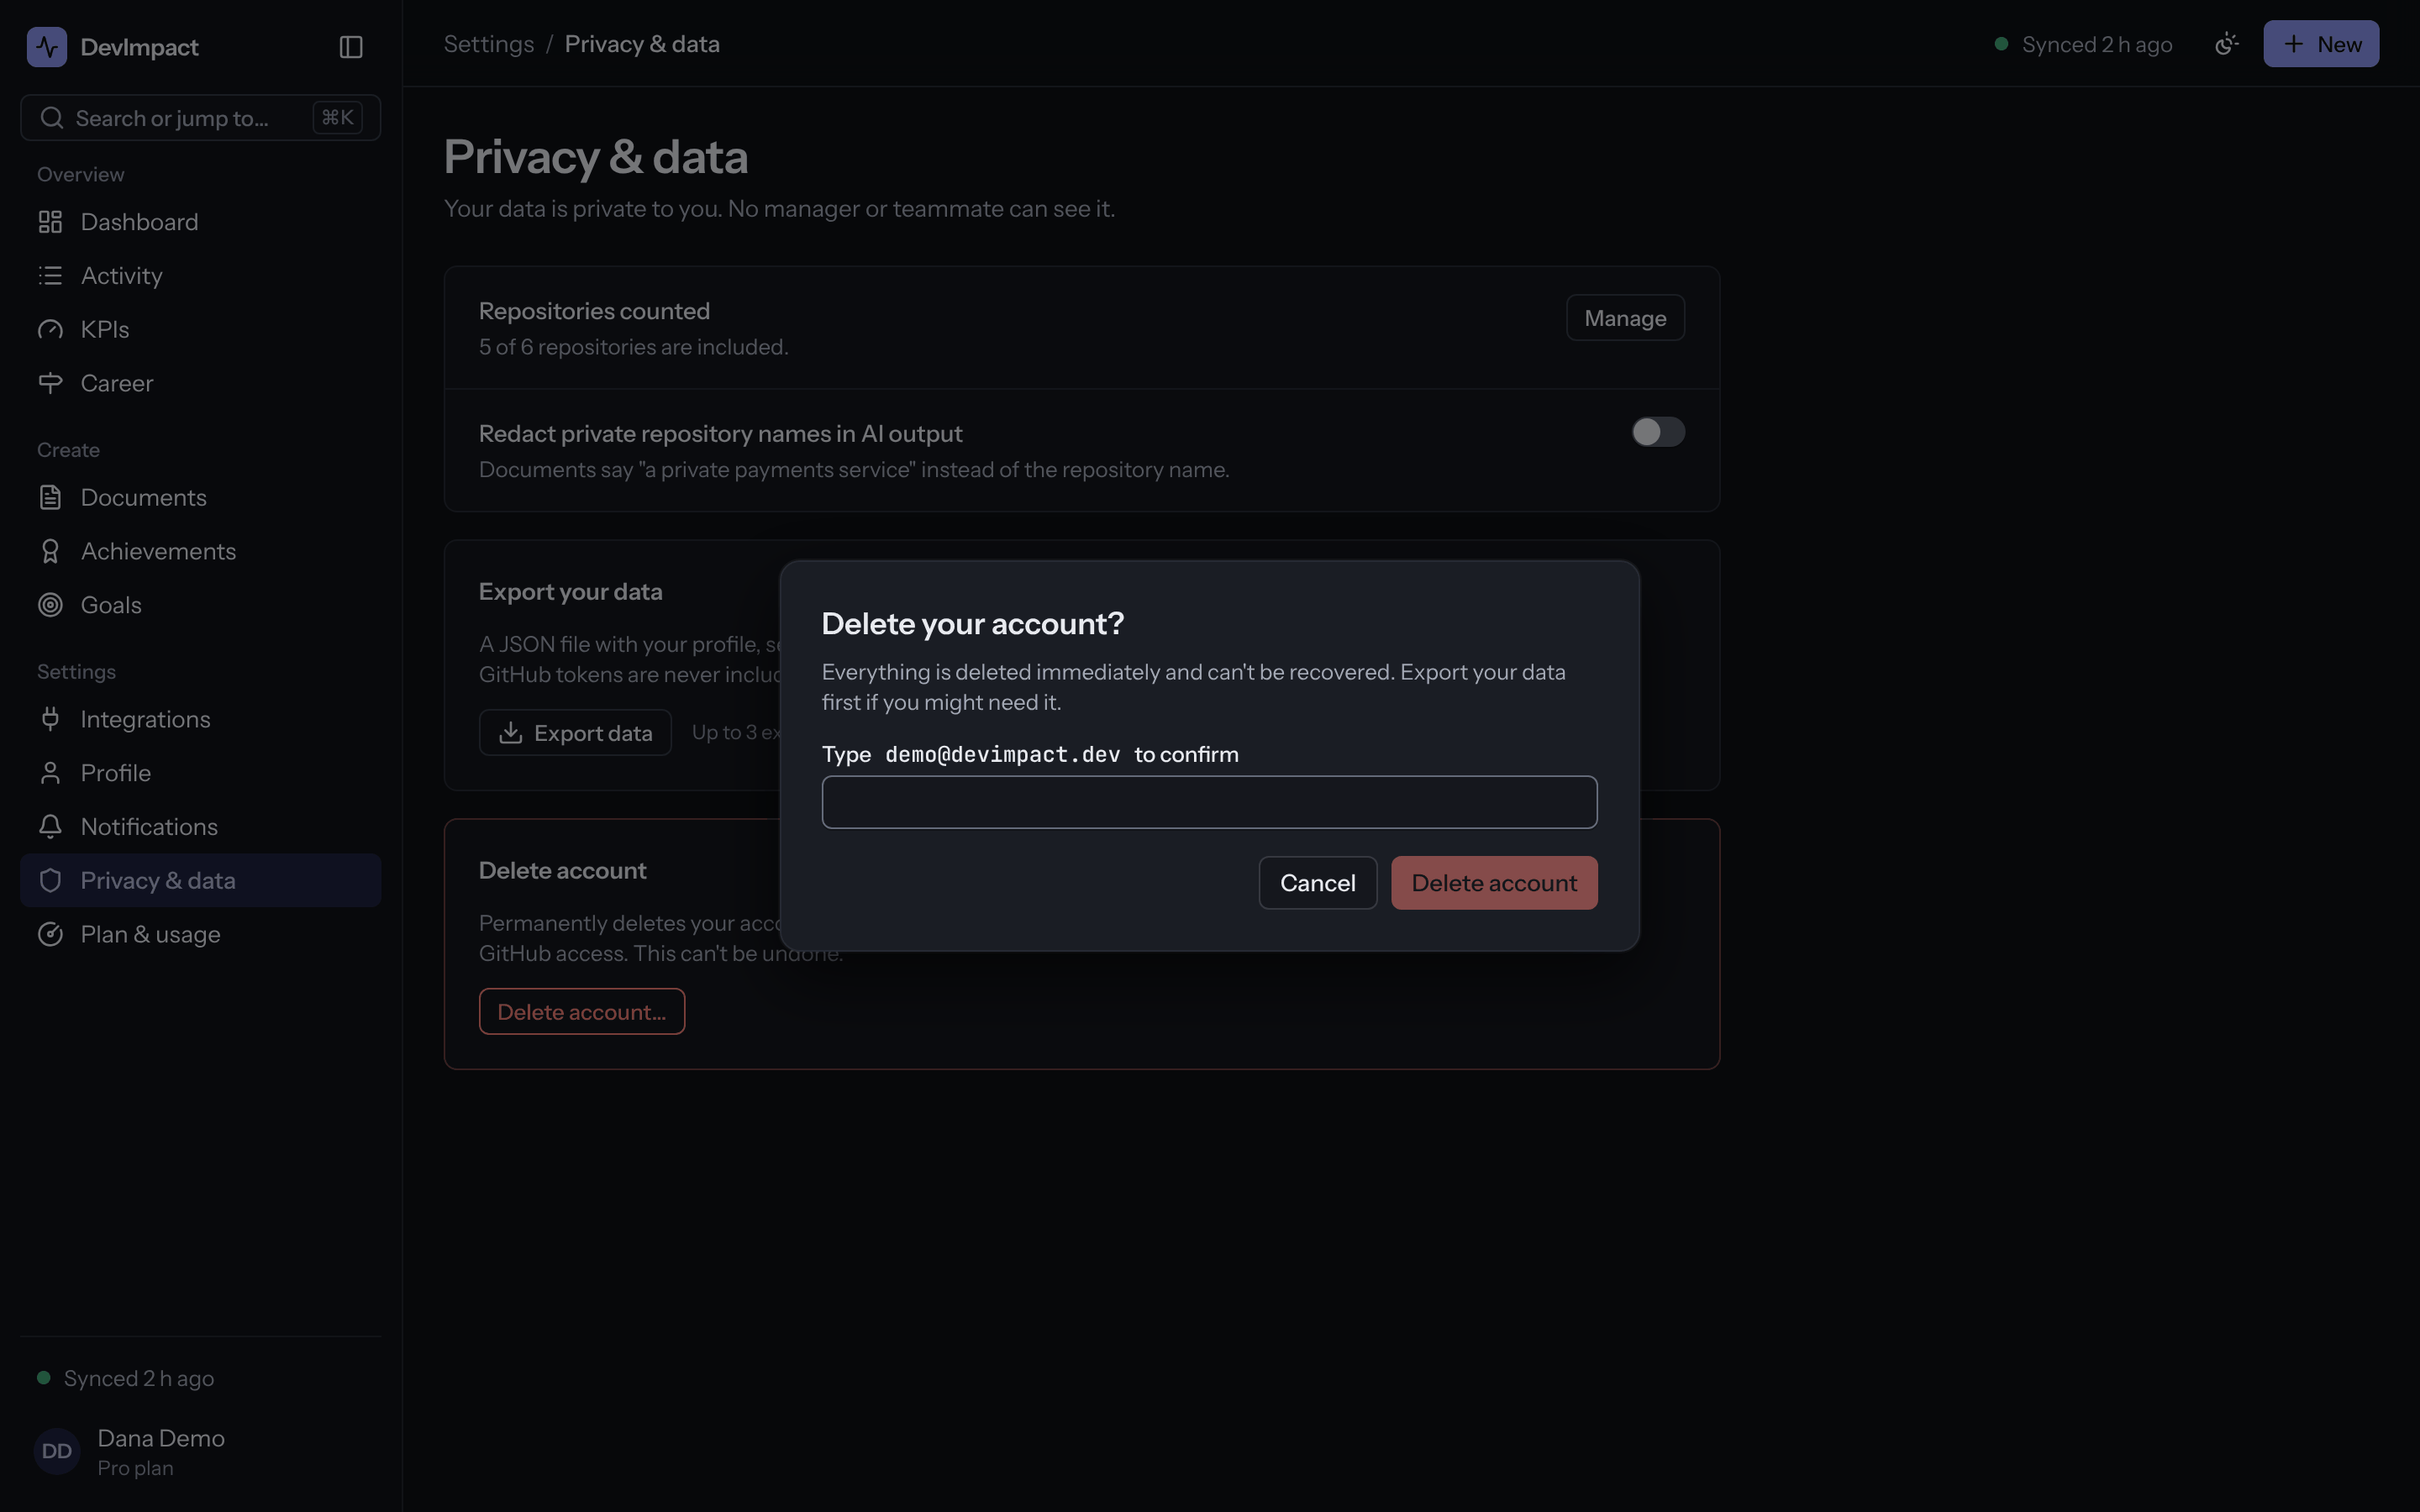 DevImpact
Search or jump to...
⌘K
Overview
Dashboard
Activity
KPIs
Career
Create
Documents
Achievements
Goals
Settings
Integrations
Profile
Notifications
Privacy & data
Plan & usage
Synced 2 h ago
DD
Dana Demo
Pro plan
Settings / Privacy & data
Synced 2 h ago
New
Privacy & data
Your data is private to you. No manager or teammate can see it.
Repositories counted
5 of 6 repositories are included.
Manage
Redact private repository names in AI output
Documents say "a private payments service" instead of the repository name.
Export your data
A JSON file with your profile,
GitHub tokens are never
Export data
Up to 3
Delete account
Permanently deletes your
GitHub access. This can't be undone.
Delete account...
Delete your account?
Everything is deleted immediately and can't be recovered. Export your data
first if you might need it.
Type demo@devimpact.dev to confirm
Cancel
Delete account